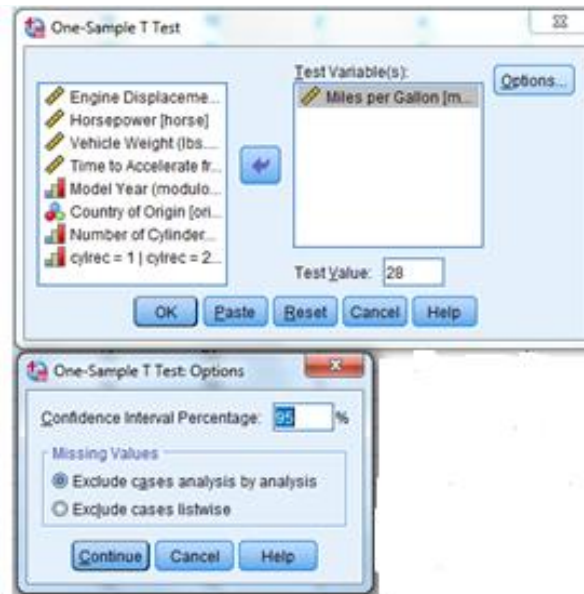 One-Sample T Test
Test Variable(s):
Engine Displaceme...
Horsepower [horse]
Vehicle Weight (lbs....
Time to Accelerate fr...
Model Year (modulo...
Country of Origin [ori...
Number of Cylinder...
cylrec = 1 | cylrec = 2...
Miles per Gallon [m...
Options...
Test Value: 28
OK Paste Reset Cancel Help
One-Sample T Test: Options
Confidence Interval Percentage: 95 %
Missing Values
Exclude cases analysis by analysis
Exclude cases listwise
Continue Cancel Help